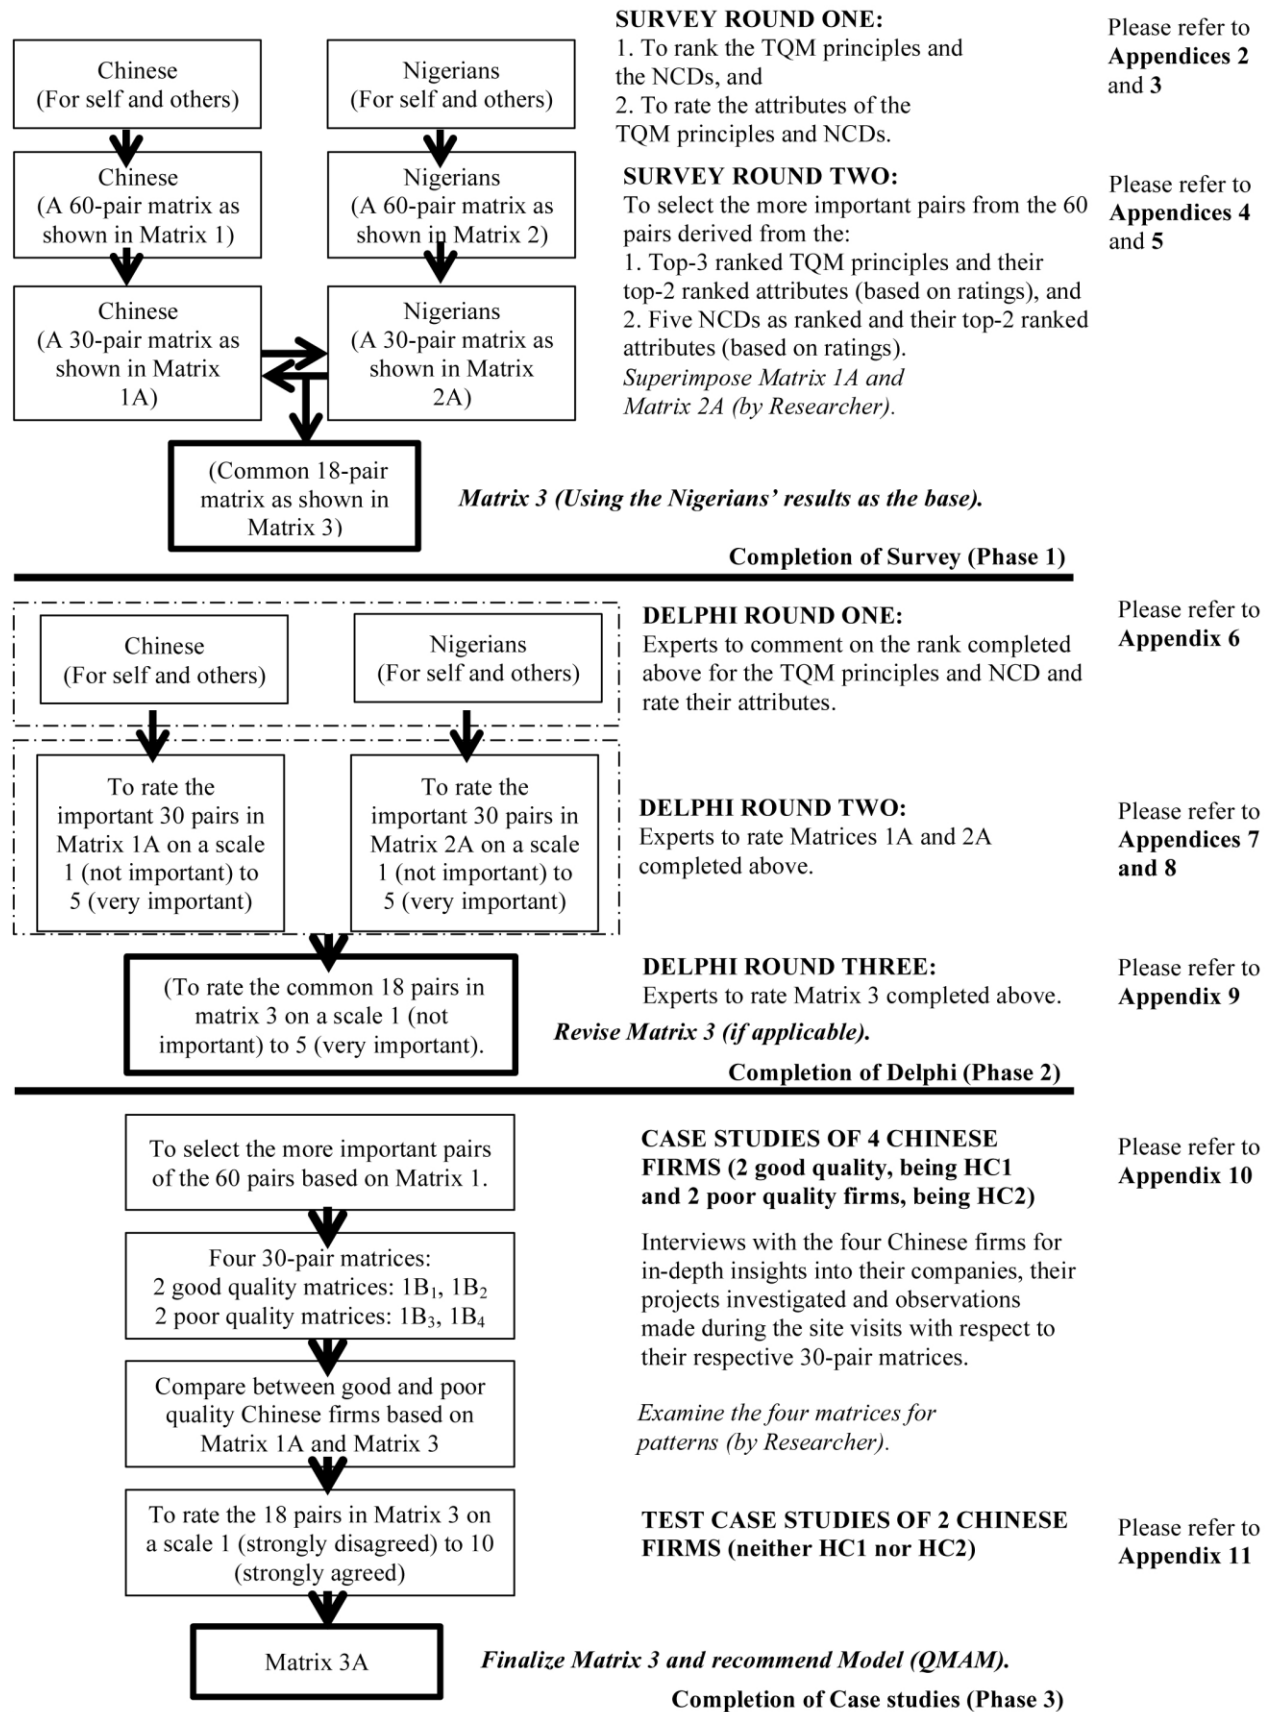 Chinese
(For self and others)
Nigerians
(For self and others)
SURVEY ROUND ONE:
1. To rank the TQM principles and
the NCDs, and
2. To rate the attributes of the
TQM principles and NCDs.
Please refer to
Appendices 2
and 3
Chinese
(A 60-pair matrix as
shown in Matrix 1)
Nigerians
(A 60-pair matrix as
shown in Matrix 2)
SURVEY ROUND TWO:
To select the more important pairs from the 60
pairs derived from the:
1. Top-3 ranked TQM principles and their
top-2 ranked attributes (based on ratings), and
2. Five NCDs as ranked and their top-2 ranked
attributes (based on ratings).
Superimpose Matrix 1A and
Matrix 2A (by Researcher).
Please refer to
Appendices 4
and 5
Chinese
(A 30-pair matrix as
shown in Matrix
1A)
Nigerians
(A 30-pair matrix as
shown in Matrix
2A)
(Common 18-pair
matrix as shown in
Matrix 3)
Matrix 3 (Using the Nigerians' results as the base).
Completion of Survey (Phase 1)
Chinese
(For self and others)
Nigerians
(For self and others)
DELPHI ROUND ONE:
Experts to comment on the rank completed
above for the TQM principles and NCD and
rate their attributes.
Please refer to
Appendix 6
To rate the
important 30 pairs in
Matrix 1A on a scale
1 (not important) to
5 (very important)
To rate the
important 30 pairs in
Matrix 2A on a scale
1 (not important) to
5 (very important)
DELPHI ROUND TWO:
Experts to rate Matrices 1A and 2A
completed above.
Please refer to
Appendices 7
and 8
(To rate the common 18 pairs in
matrix 3 on a scale 1 (not
important) to 5 (very important).
DELPHI ROUND THREE:
Experts to rate Matrix 3 completed above.
Please refer to
Appendix 9
Revise Matrix 3 (if applicable).
Completion of Delphi (Phase 2)
To select the more important pairs
of the 60 pairs based on Matrix 1.
CASE STUDIES OF 4 CHINESE
FIRMS (2 good quality, being HC1
and 2 poor quality firms, being HC2)
Please refer to
Appendix 10
Four 30-pair matrices:
2 good quality matrices: 1B₁, 1B₂
2 poor quality matrices: 1B₃, 1B₄
Interviews with the four Chinese firms for
in-depth insights into their companies, their
projects investigated and observations
made during the site visits with respect to
their respective 30-pair matrices.
Compare between good and poor
quality Chinese firms based on
Matrix 1A and Matrix 3
Examine the four matrices for
patterns (by Researcher).
To rate the 18 pairs in Matrix 3 on
a scale 1 (strongly disagreed) to 10
(strongly agreed)
TEST CASE STUDIES OF 2 CHINESE
FIRMS (neither HC1 nor HC2)
Please refer to
Appendix 11
Matrix 3A
Finalize Matrix 3 and recommend Model (QMAM).
Completion of Case studies (Phase 3)